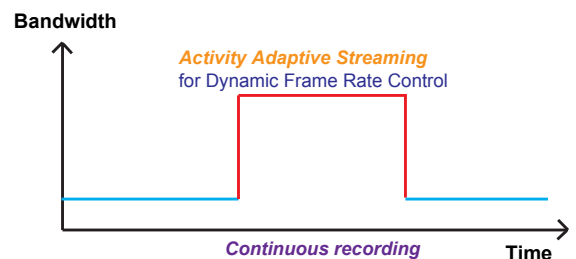 Bandwidth
Activity Adaptive Streaming
for Dynamic Frame Rate Control
Continuous recording
Time